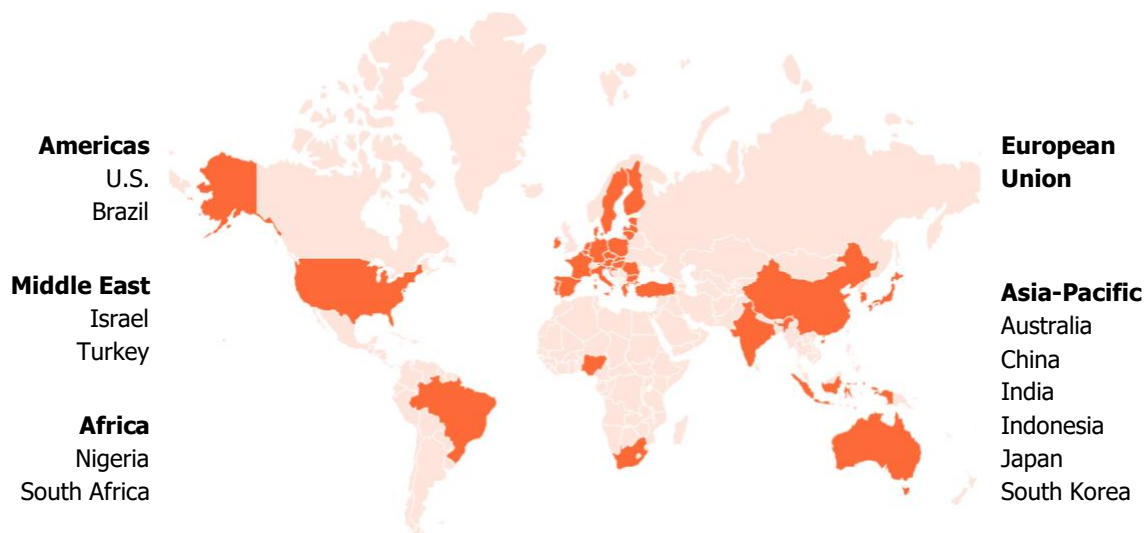 Americas
U.S.
Brazil
Middle East
Israel
Turkey
Africa
Nigeria
South Africa
European
Union
Asia-Pacific
Australia
China
India
Indonesia
Japan
South Korea